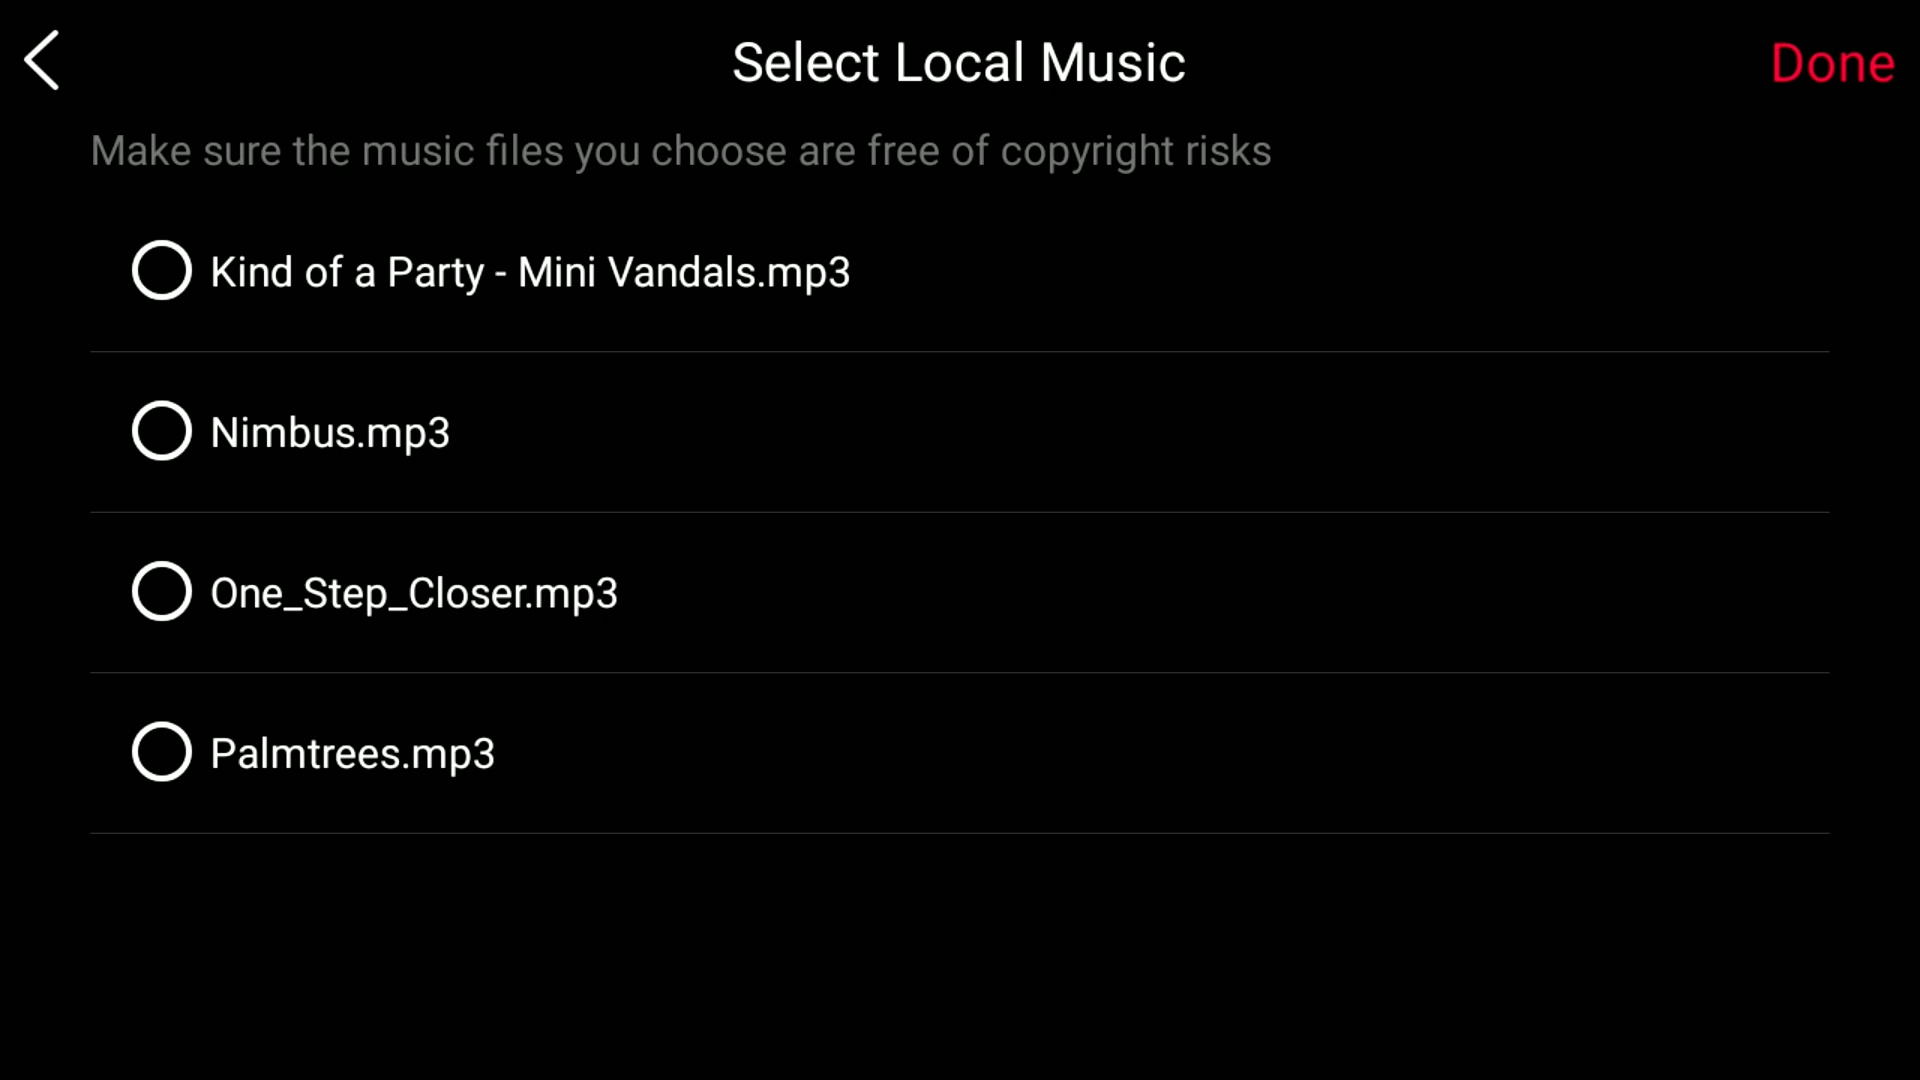 Select Local Music
Done
Make sure the music files you choose are free of copyright risks
Kind of a Party - Mini Vandals.mp3
Nimbus.mp3
One_Step_Closer.mp3
Palmtrees.mp3